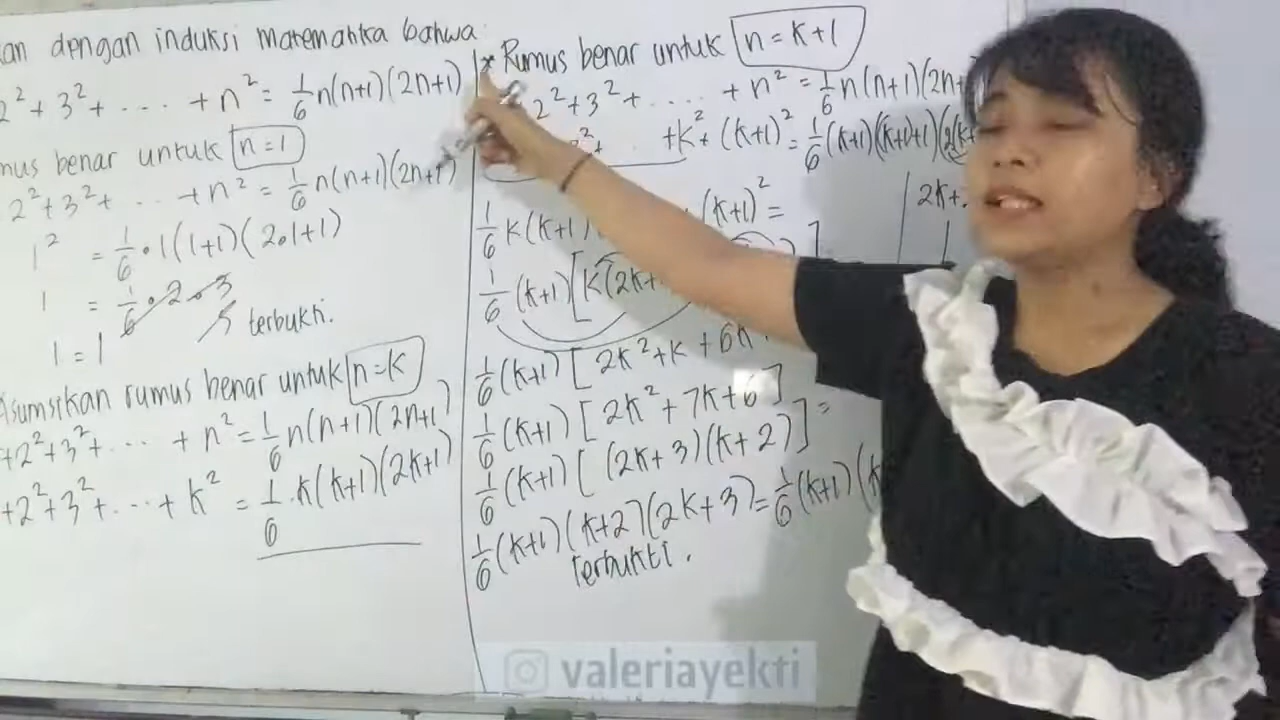 dengan induksi matematika bahwa
2² + 3² + .... + n² = 1/6 n(n+1)(2n+1)
benar untuk n=1
2² + 3² + .. + n² = 1/6 n(n+1)(2n+1)
1² = 1/6 • 1(1+1)(2.1+1)
1 = 1/6 • 2 • 3
1 = 1 terbukti.
Asumsikan rumus benar untuk n=k
+2²+3²+ ... + n² = 1/6 n(n+1)(2n+1)
+2²+3²+ ... + k² = 1/6 . k(k+1)(2k+1)
* Rumus benar untuk n = k+1
2² + 3² + .... + n² = 1/6 n(n+1)(2n+
+k² + (k+1)² = 1/6 (k+1)((k+1)+1)(2(k+
2k+
1
1/6 k(k+1) (k+1)² =
1/6 (k+1)[k(2k+ ]
1/6 (k+1) [ 2k² + k + 6k
1/6 (k+1) [ 2k² + 7k + 6 ]
1/6 (k+1) [ (2k+3)(k+2) ] =
1/6 (k+1)(k+2)(2k+3) = 1/6 (k+1)(k
Terbukti.
valeriayekti